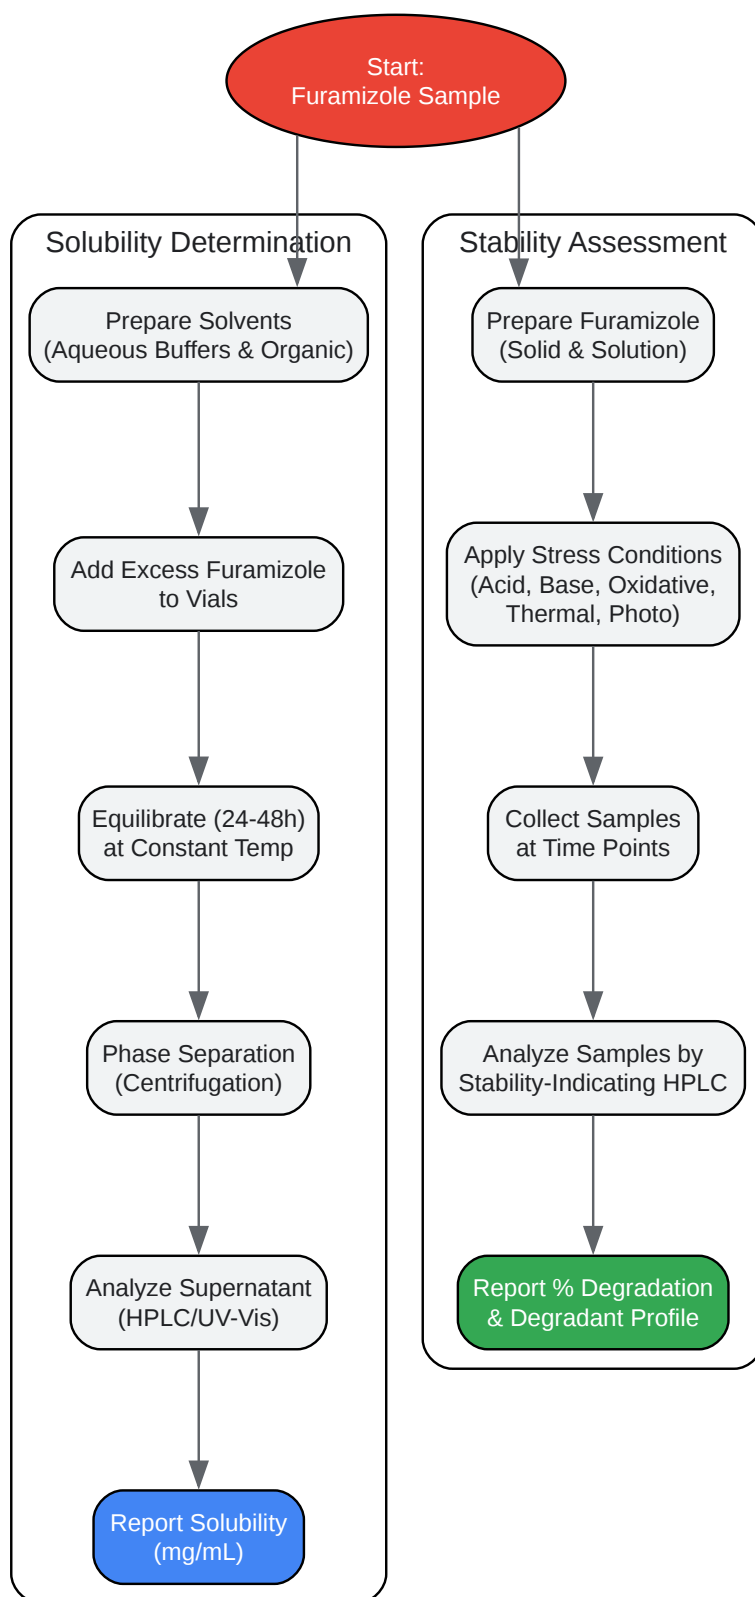 Start:
Furamizole Sample
Solubility Determination
Prepare Solvents
(Aqueous Buffers & Organic)
Add Excess Furamizole
to Vials
Equilibrate (24-48h)
at Constant Temp
Phase Separation
(Centrifugation)
Analyze Supernatant
(HPLC/UV-Vis)
Report Solubility
(mg/mL)
Stability Assessment
Prepare Furamizole
(Solid & Solution)
Apply Stress Conditions
(Acid, Base, Oxidative,
Thermal, Photo)
Collect Samples
at Time Points
Analyze Samples by
Stability-Indicating HPLC
Report % Degradation
& Degradant Profile